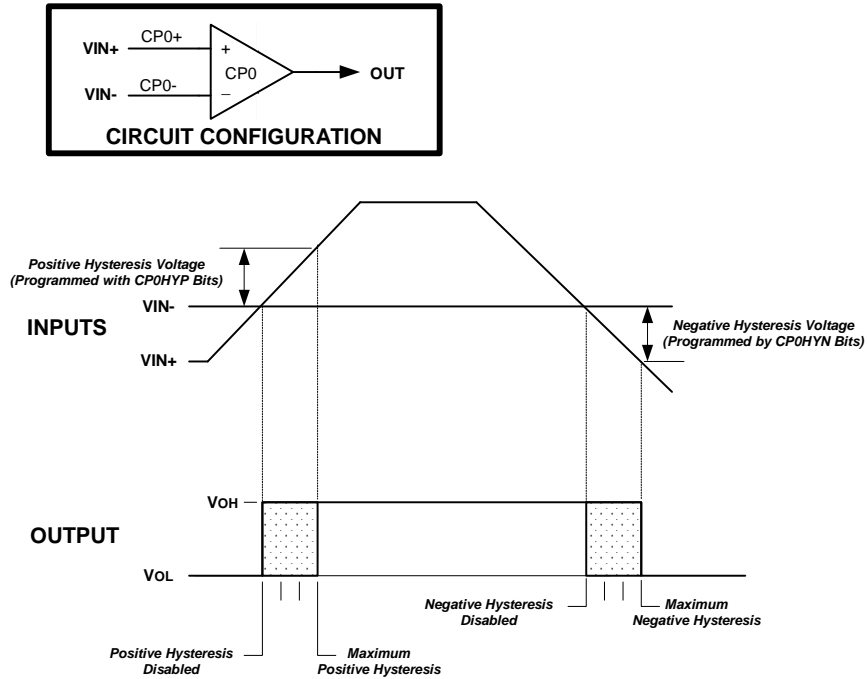 VIN+
CP0+
+
CP0
OUT
VIN-
CP0-
_
CIRCUIT CONFIGURATION
Positive Hysteresis Voltage
(Programmed with CP0HYP Bits)
VIN-
INPUTS
Negative Hysteresis Voltage
(Programmed by CP0HYN Bits)
VIN+
VOH
OUTPUT
VOL
Negative Hysteresis
Disabled
Maximum
Negative Hysteresis
Positive Hysteresis
Disabled
Maximum
Positive Hysteresis